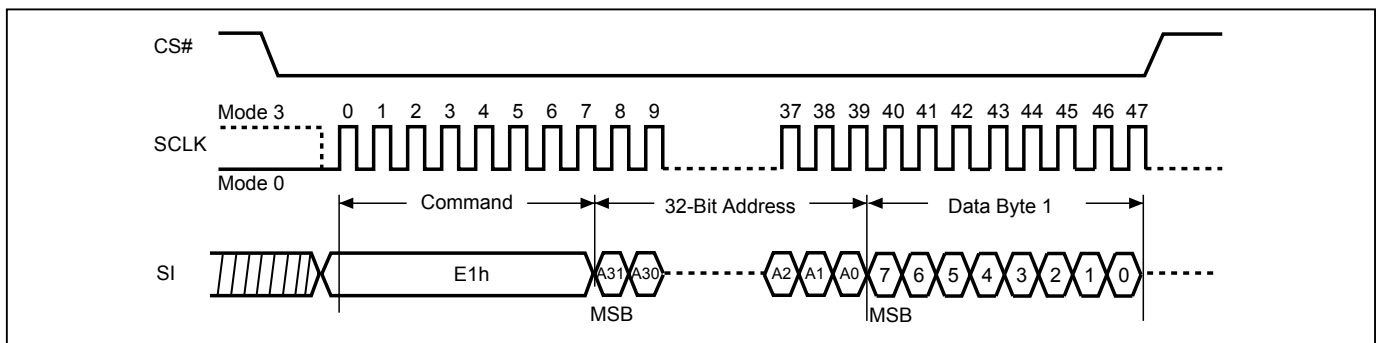 CS#
Mode 3
0 1 2 3 4 5 6 7 8 9 37 38 39 40 41 42 43 44 45 46 47
SCLK
Mode 0
Command 32-Bit Address Data Byte 1
SI E1h A31 A30 A2 A1 A0 7 6 5 4 3 2 1 0
MSB MSB